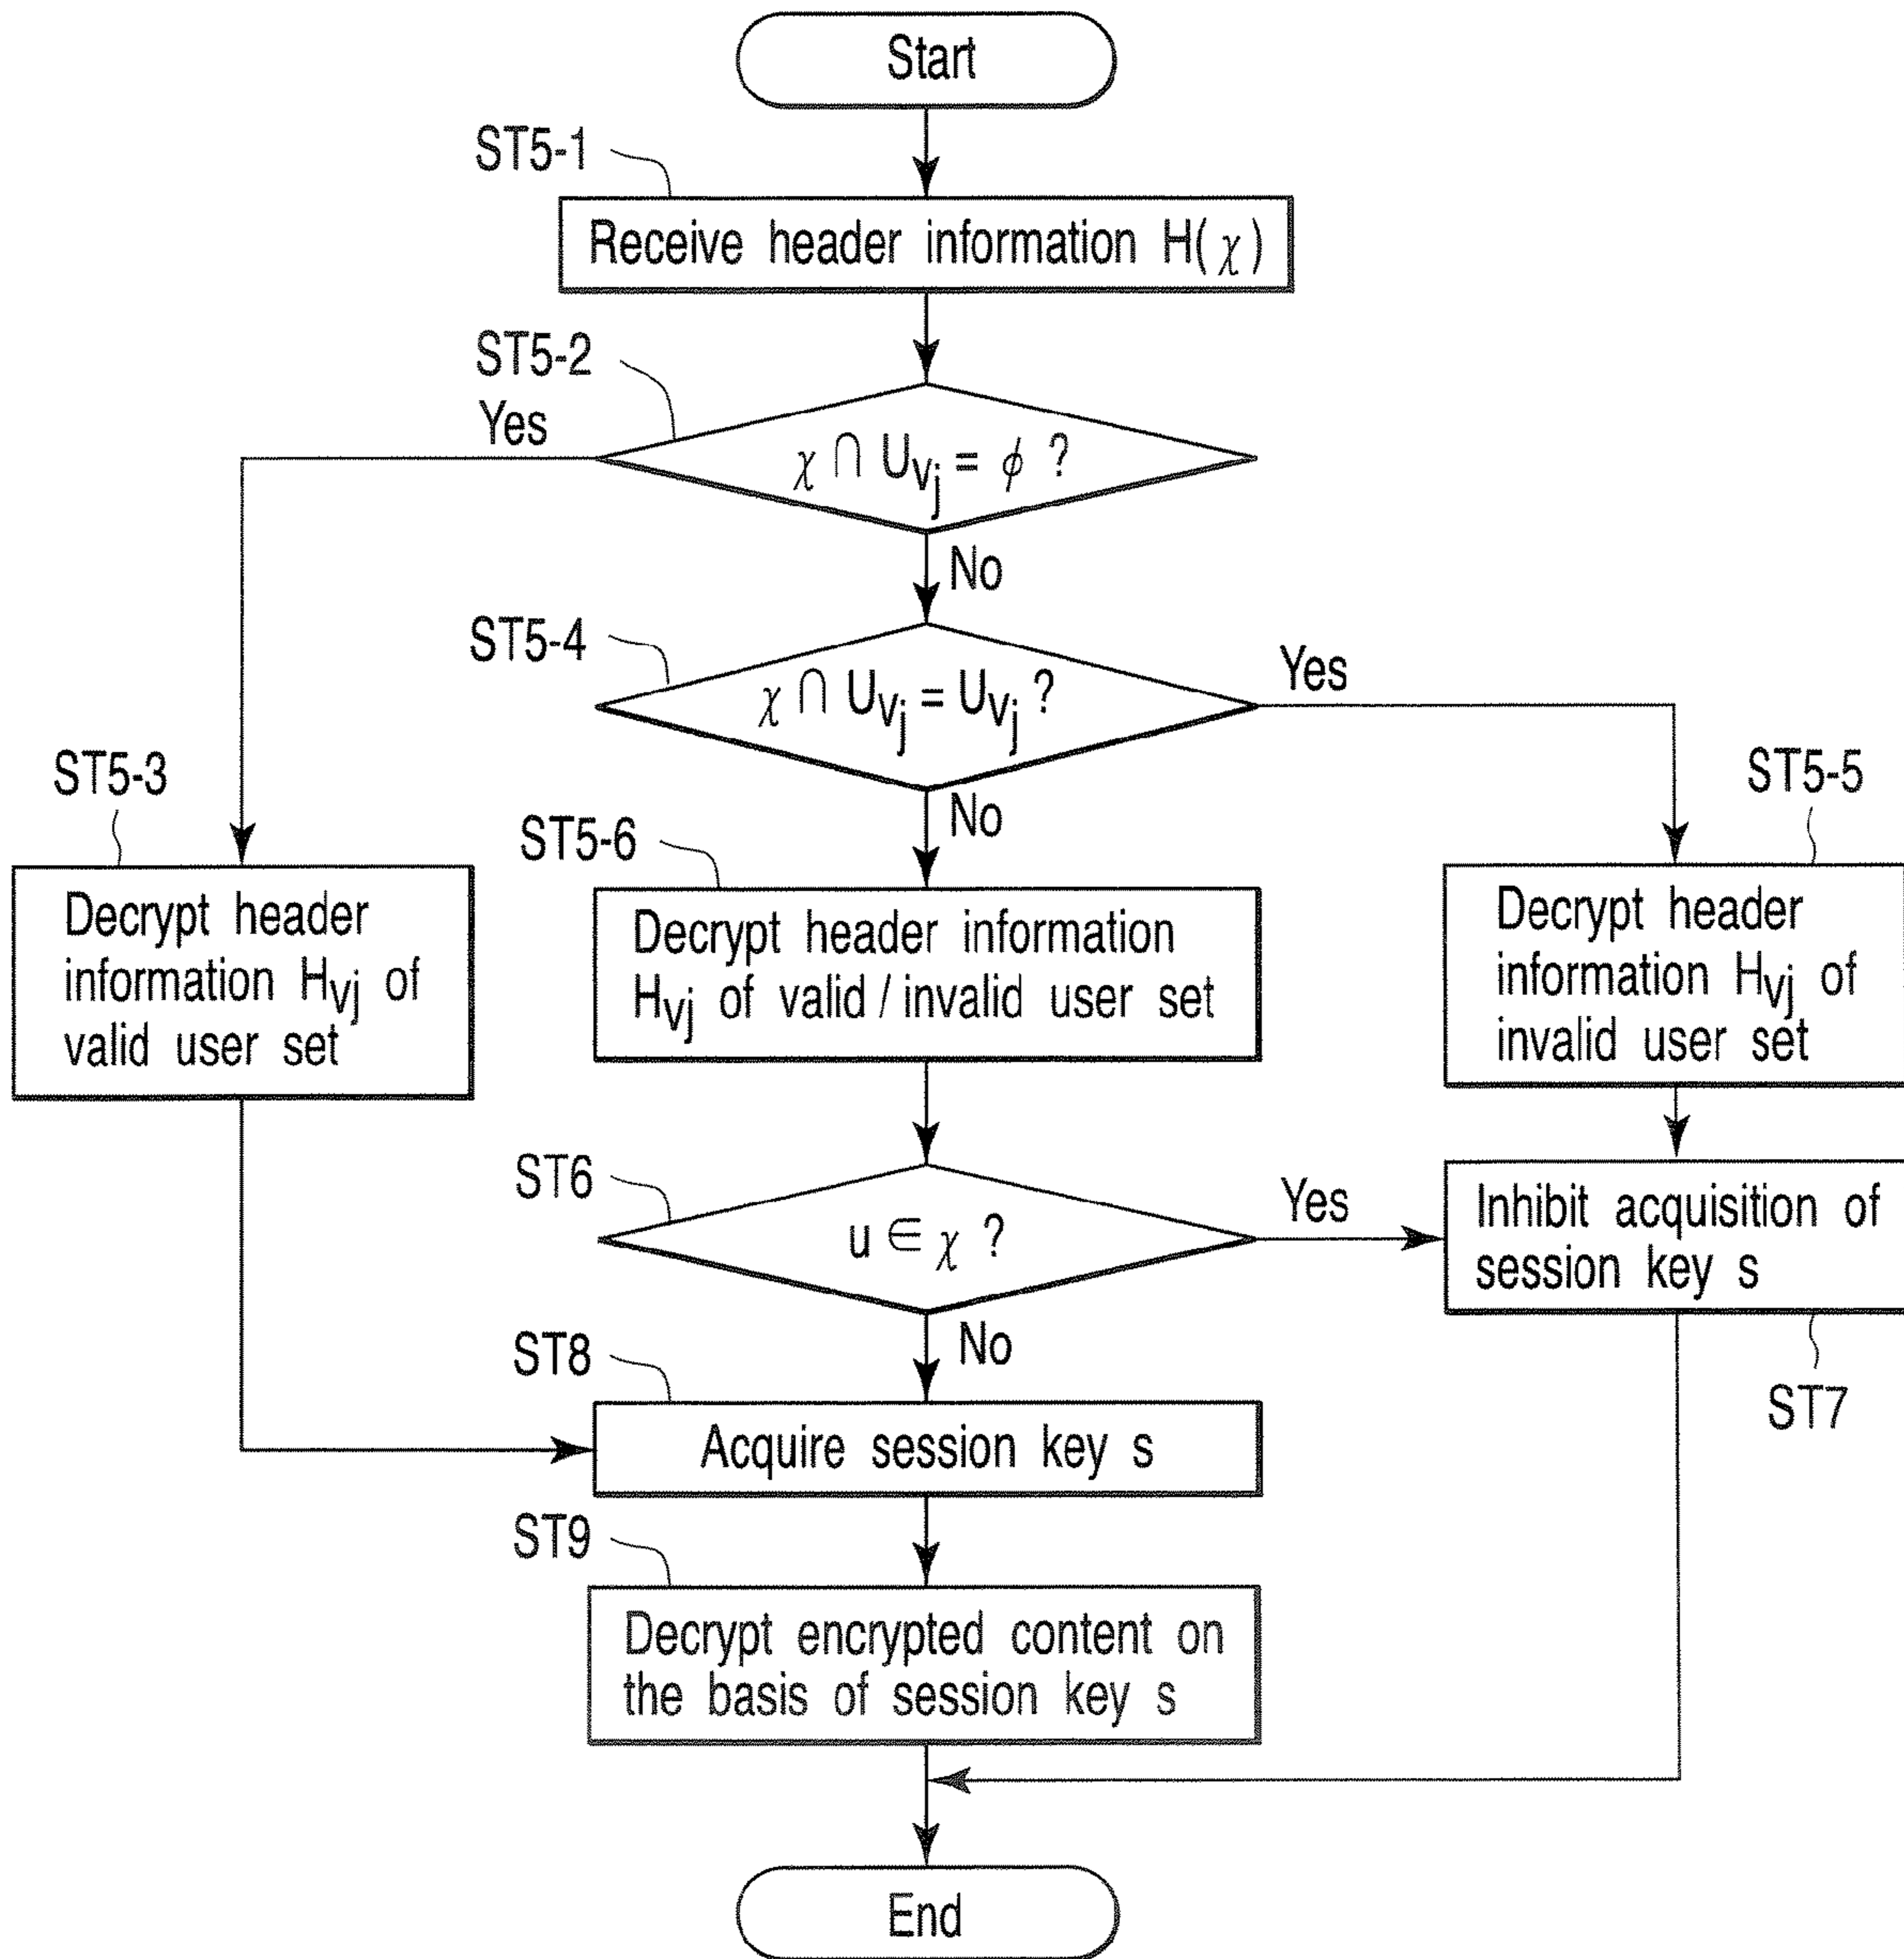 Start
ST5-1
Receive header information H(χ)
ST5-2
Yes
χ ∩ Uvj = ϕ ?
No
ST5-4
χ ∩ Uvj = Uvj ?
Yes
ST5-3
Decrypt header
information Hvj of
valid user set
No
ST5-6
Decrypt header information
Hvj of valid / invalid user set
ST5-5
Decrypt header
information Hvj of
invalid user set
ST6
u ∈ χ ?
Yes
Inhibit acquisition of
session key s
ST7
No
ST8
Acquire session key s
ST9
Decrypt encrypted content on
the basis of session key s
End